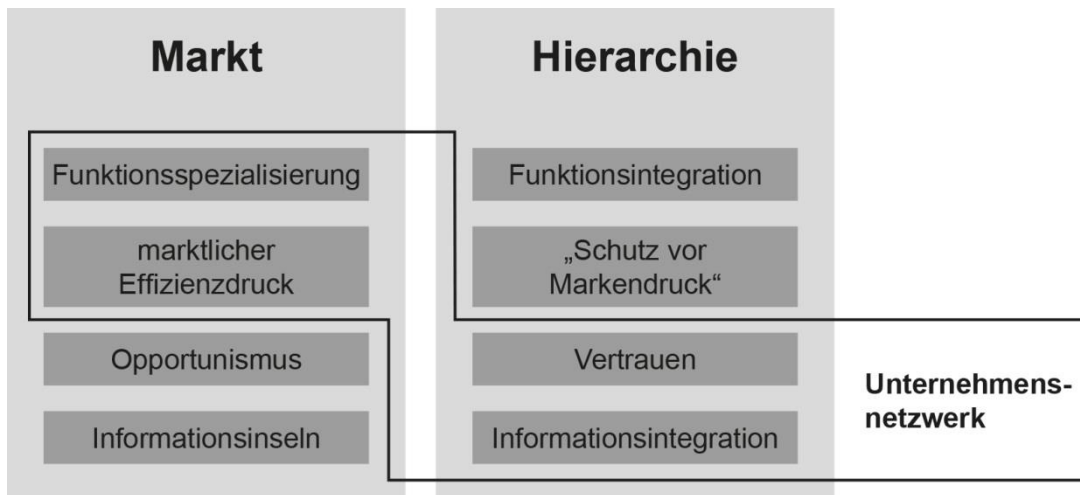 Markt
Funktionsspezialisierung
marktlicher
Effizienzdruck
Opportunismus
Informationsinseln
Hierarchie
Funktionsintegration
„Schutz vor
Markendruck“
Vertrauen
Informationsintegration
Unternehmens-
netzwerk